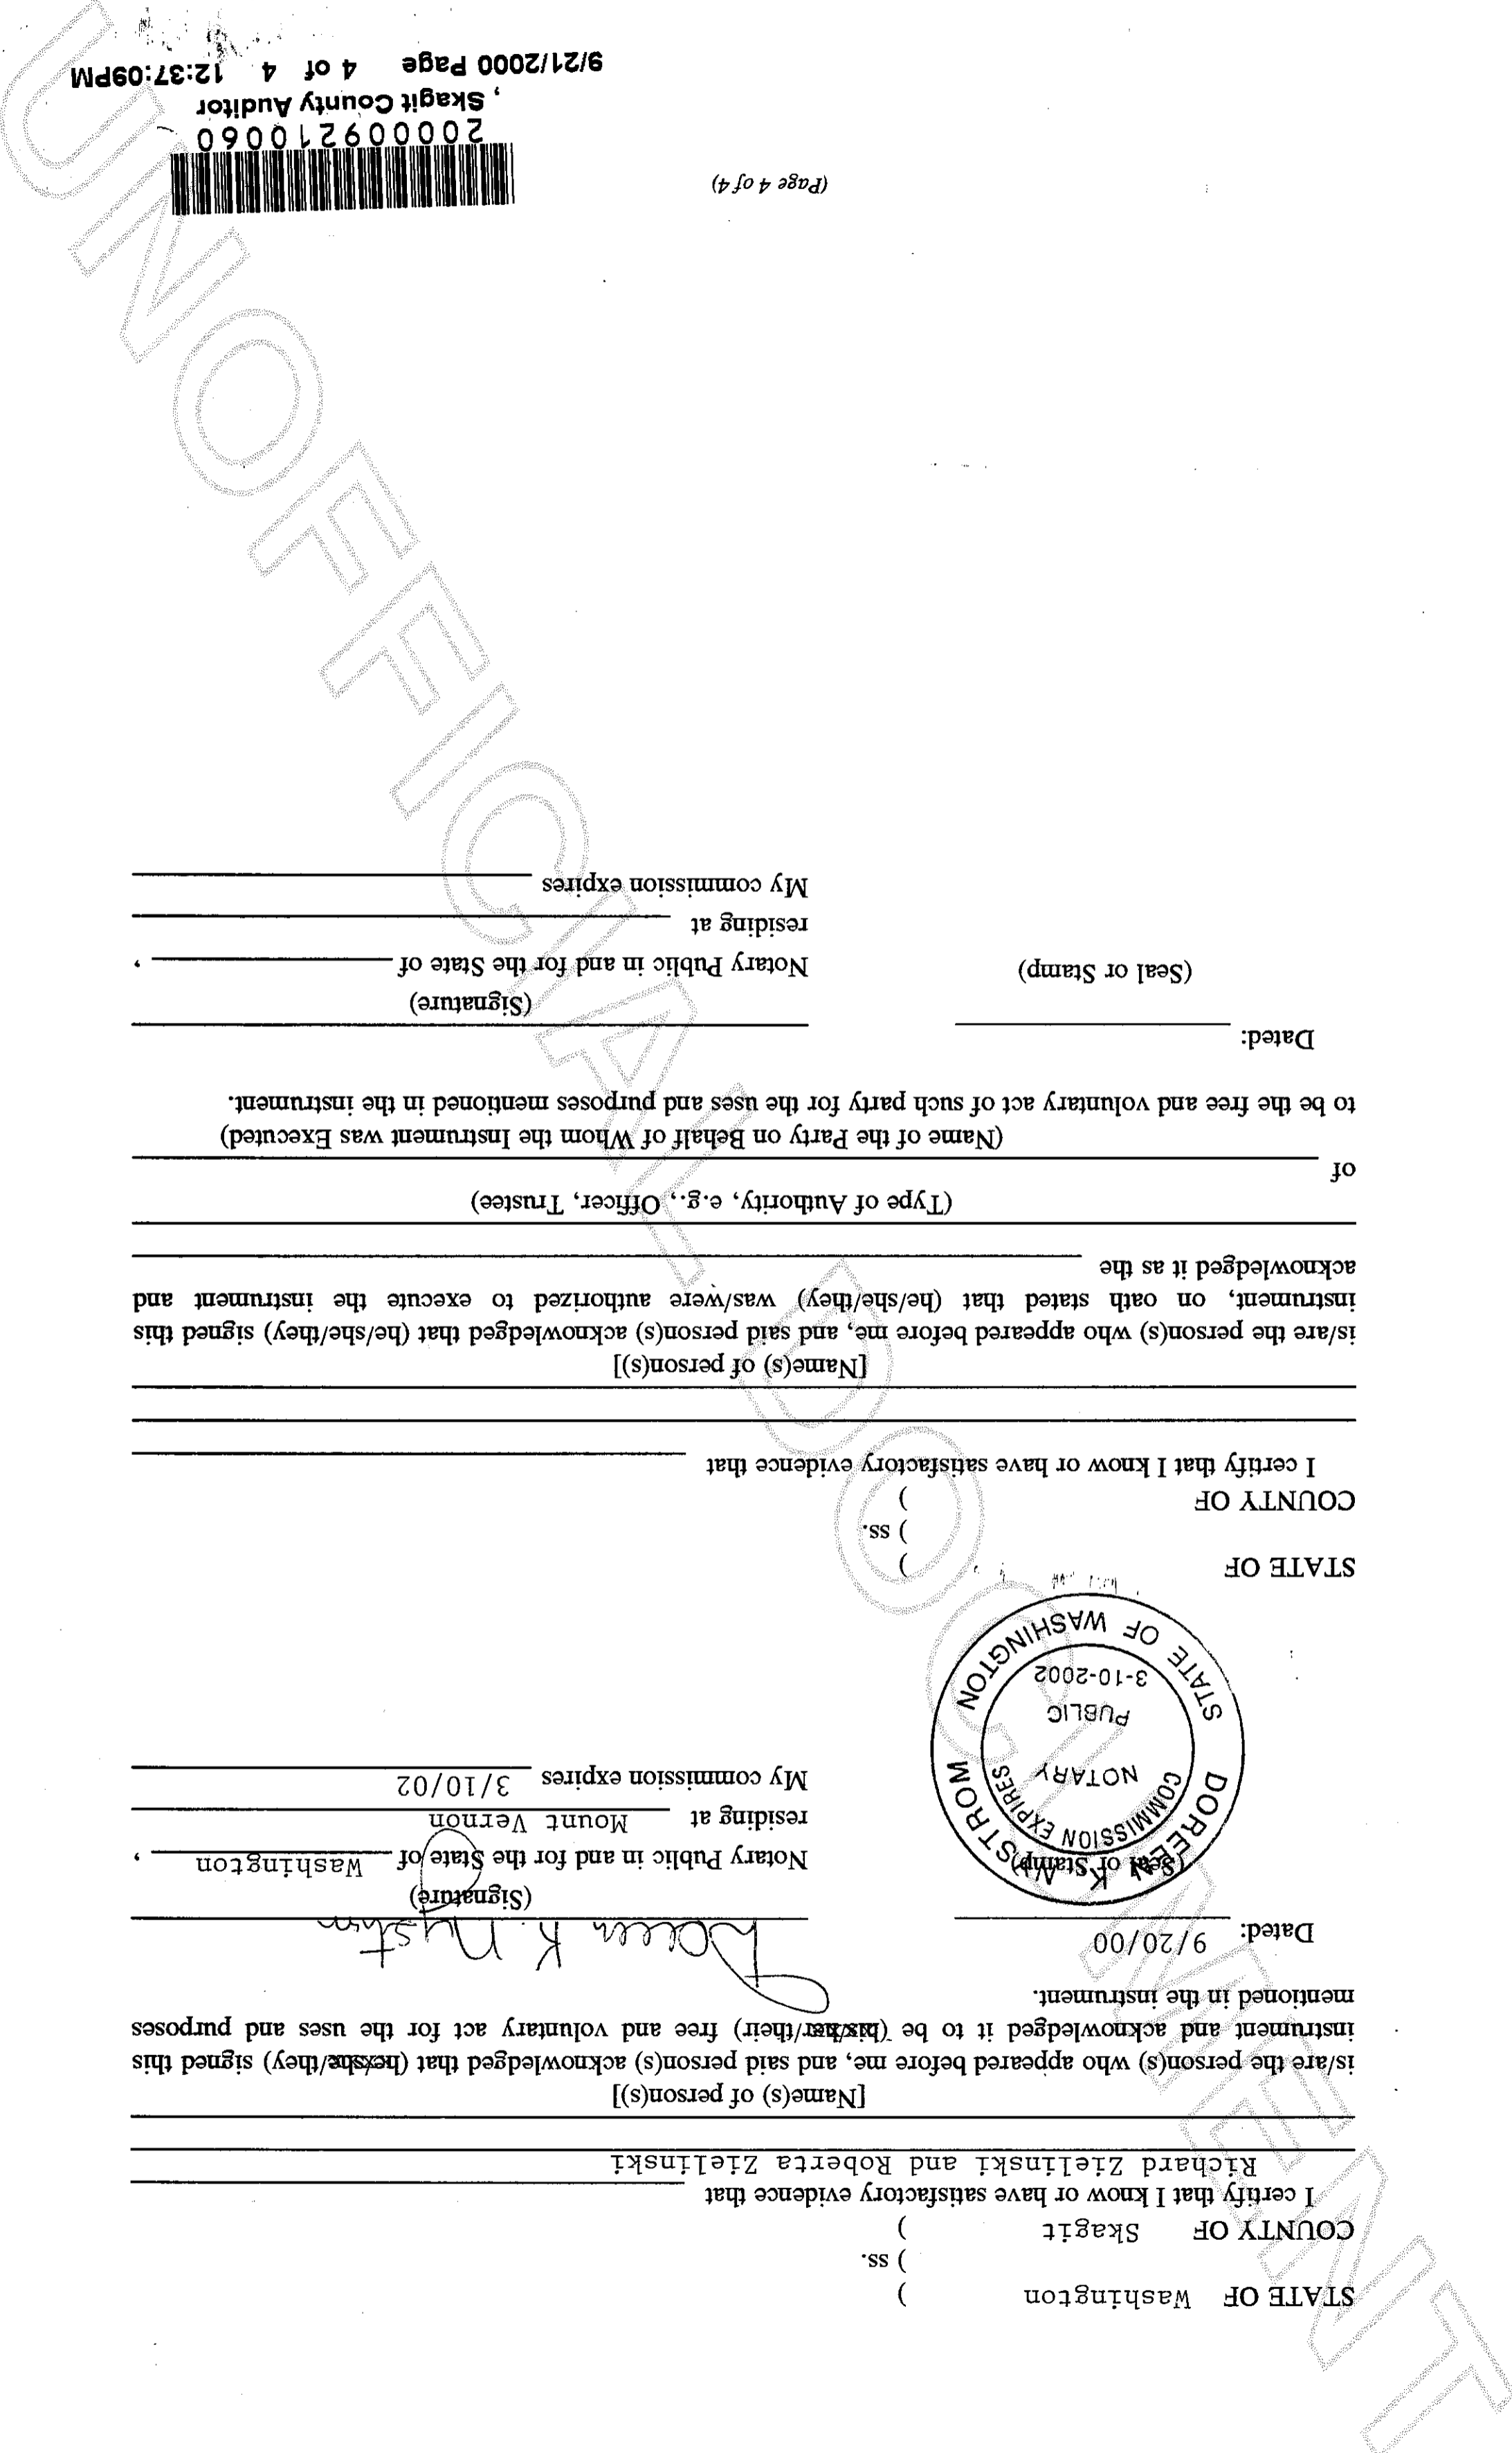 STATE OF Washington )
) ss.
COUNTY OF Skagit )
I certify that I know or have satisfactory evidence that
Richard Zielinski and Roberta Zielinski
[Name(s) of person(s)]
is/are the person(s) who appeared before me, and said person(s) acknowledged that (he/she/they) signed this
instrument and acknowledged it to be (his/her/their) free and voluntary act for the uses and purposes
mentioned in the instrument.
Dated: 9/20/00
Doreen K. Nystrom
(Signature)
(Seal or Stamp)
Notary Public in and for the State of Washington,
residing at Mount Vernon
My commission expires 3/10/02
DOREEN K. NYSTROM
COMMISSION EXPIRES
NOTARY
PUBLIC
3-10-2002
STATE OF WASHINGTON
STATE OF )
) ss.
COUNTY OF )
I certify that I know or have satisfactory evidence that
[Name(s) of person(s)]
is/are the person(s) who appeared before me, and said person(s) acknowledged that (he/she/they) signed this
instrument, on oath stated that (he/she/they) was/were authorized to execute the instrument and
acknowledged it as the
(Type of Authority, e.g., Officer, Trustee)
of
(Name of the Party on Behalf of Whom the Instrument was Executed)
to be the free and voluntary act of such party for the uses and purposes mentioned in the instrument.
Dated:
(Signature)
(Seal or Stamp)
Notary Public in and for the State of ,
residing at
My commission expires
(Page 4 of 4)
200009210060
, Skagit County Auditor
9/21/2000 Page 4 of 4 12:37:09PM
UNOFFICIAL DOCUMENT